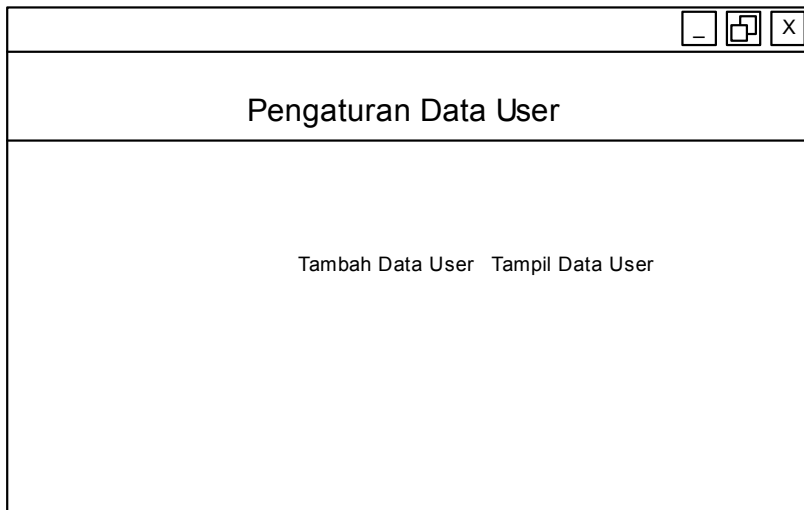 _ X
Pengaturan Data User
Tambah Data User Tampil Data User